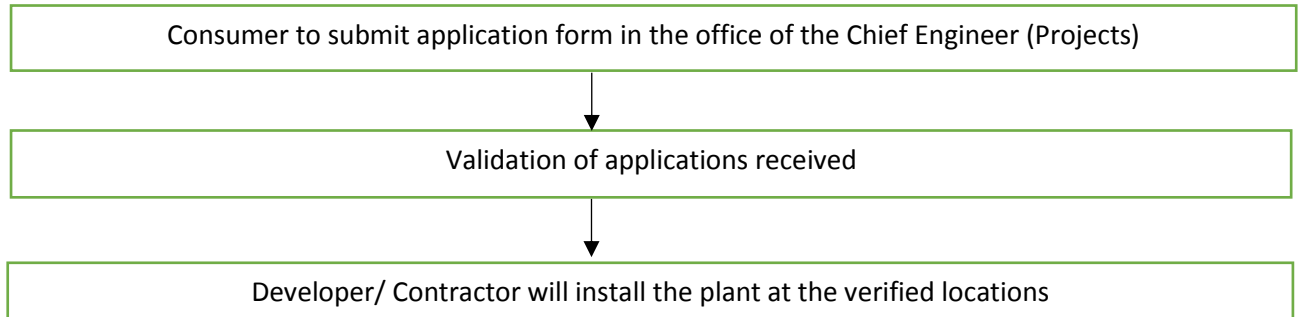 Consumer to submit application form in the office of the Chief Engineer (Projects)
Validation of applications received
Developer/ Contractor will install the plant at the verified locations